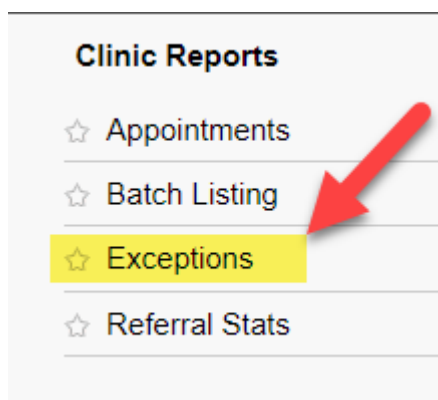 Clinic Reports
Appointments
Batch Listing
Exceptions
Referral Stats